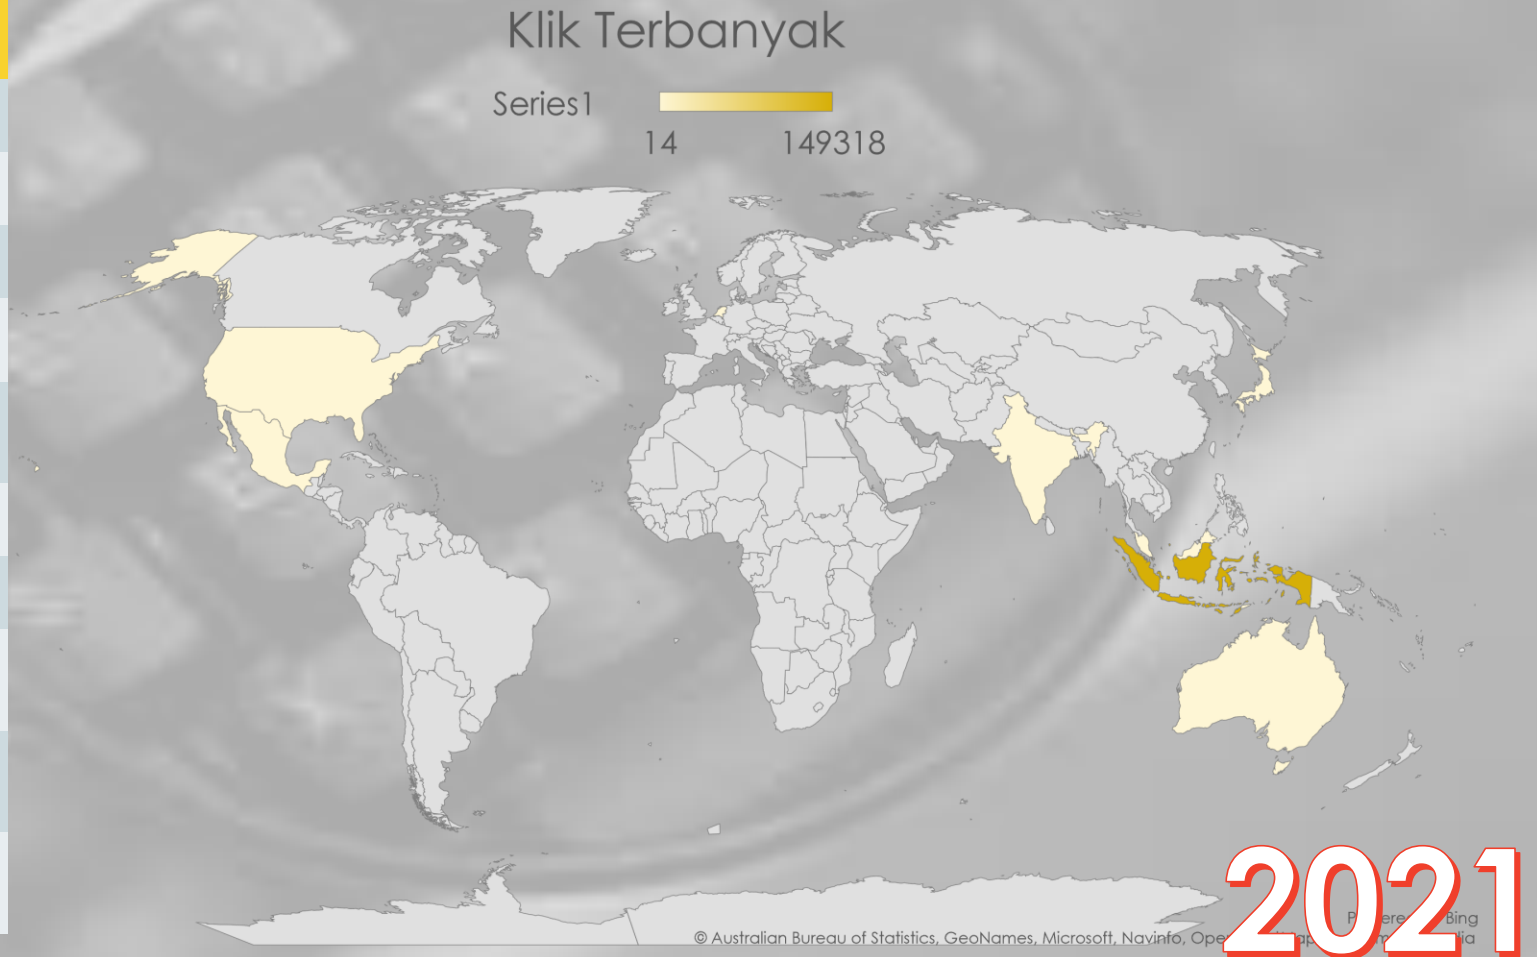 Klik Terbanyak
Series1
14 149318
2021
Bing
© Australian Bureau of Statistics, GeoNames, Microsoft, Navinfo,